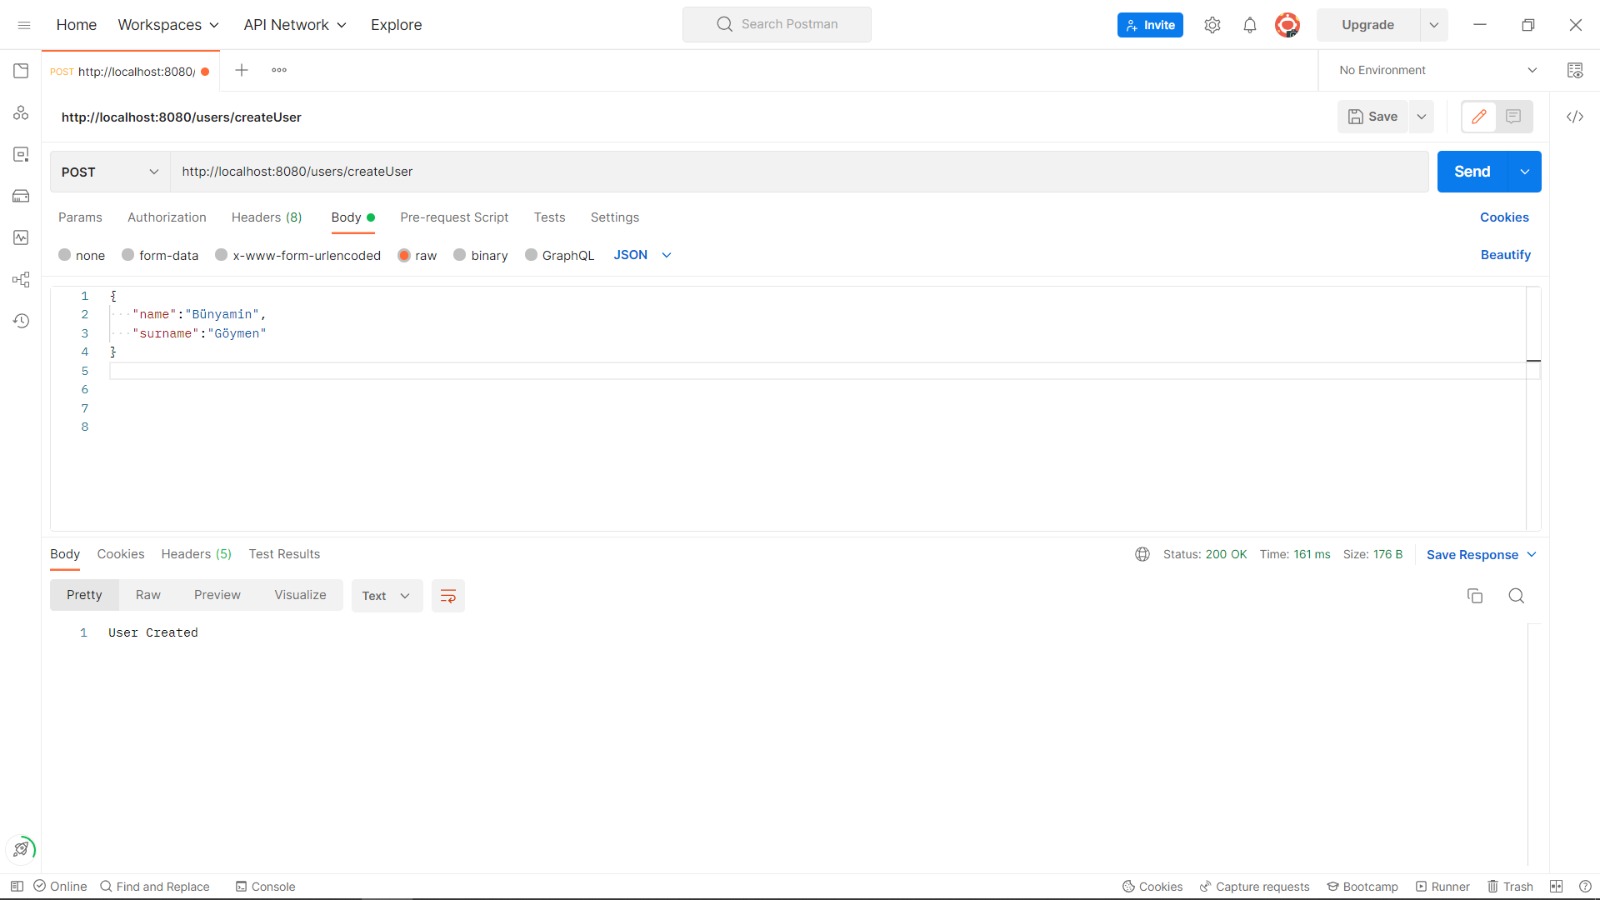 Home Workspaces API Network Explore Search Postman Invite Upgrade
POST http://localhost:8080/ No Environment
http://localhost:8080/users/createUser Save </>
POST http://localhost:8080/users/createUser Send
Params Authorization Headers (8) Body Pre-request Script Tests Settings Cookies
none form-data x-www-form-urlencoded raw binary GraphQL JSON Beautify
1 {
2 "name":"Bünyamin",
3 "surname":"Göymen"
4 }
5
6
7
8
Body Cookies Headers (5) Test Results Status: 200 OK Time: 161 ms Size: 176 B Save Response
Pretty Raw Preview Visualize Text
1 User Created
Online Find and Replace Console Cookies Capture requests Bootcamp Runner Trash